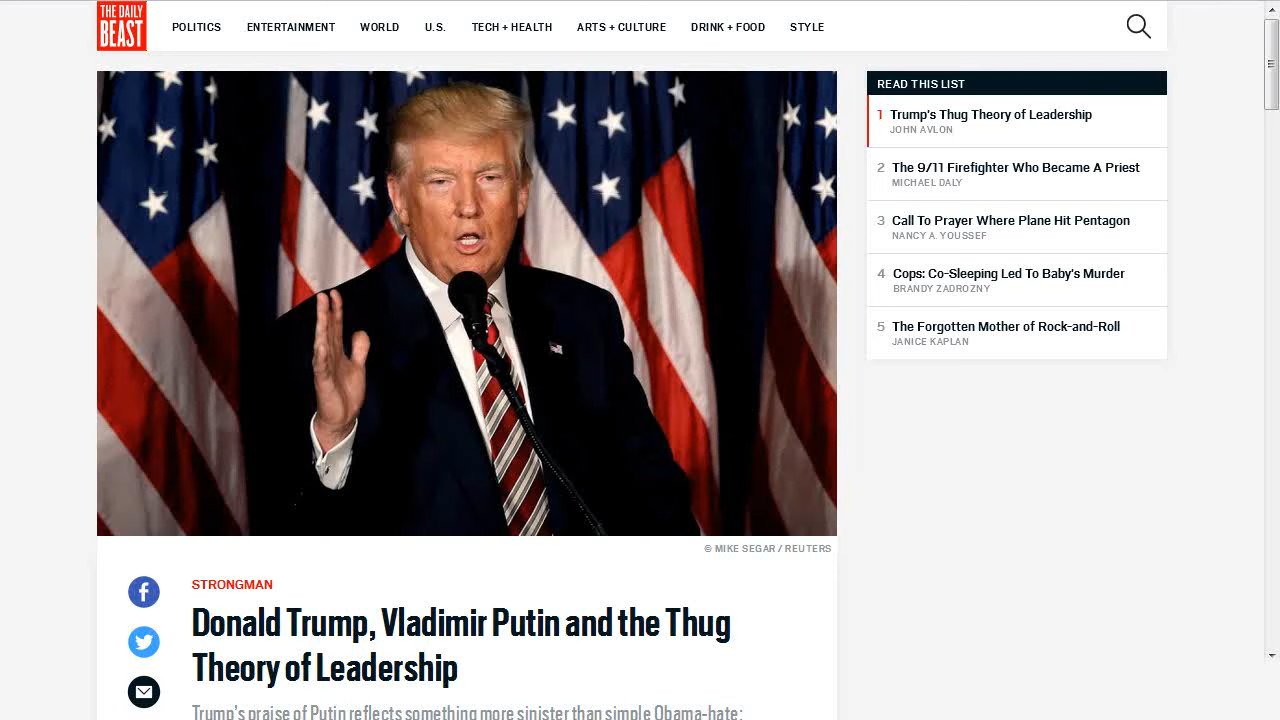 THE DAILY
BEAST
POLITICS
ENTERTAINMENT
WORLD
U.S.
TECH + HEALTH
ARTS + CULTURE
DRINK + FOOD
STYLE
© MIKE SEGAR / REUTERS
STRONGMAN
Donald Trump, Vladimir Putin and the Thug
Theory of Leadership
Trump's praise of Putin reflects something more sinister than simple Obama-hate:
READ THIS LIST
1 Trump's Thug Theory of Leadership
JOHN AVLON
2 The 9/11 Firefighter Who Became A Priest
MICHAEL DALY
3 Call To Prayer Where Plane Hit Pentagon
NANCY A. YOUSSEF
4 Cops: Co-Sleeping Led To Baby's Murder
BRANDY ZADROZNY
5 The Forgotten Mother of Rock-and-Roll
JANICE KAPLAN